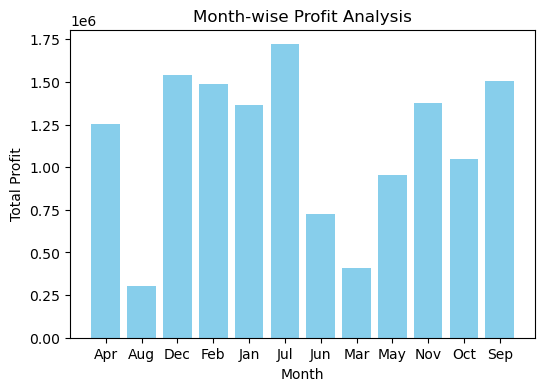 Month-wise Profit Analysis
1e6
1.75
1.50
1.25
1.00
0.75
0.50
0.25
0.00
Total Profit
Apr Aug Dec Feb Jan Jul Jun Mar May Nov Oct Sep
Month